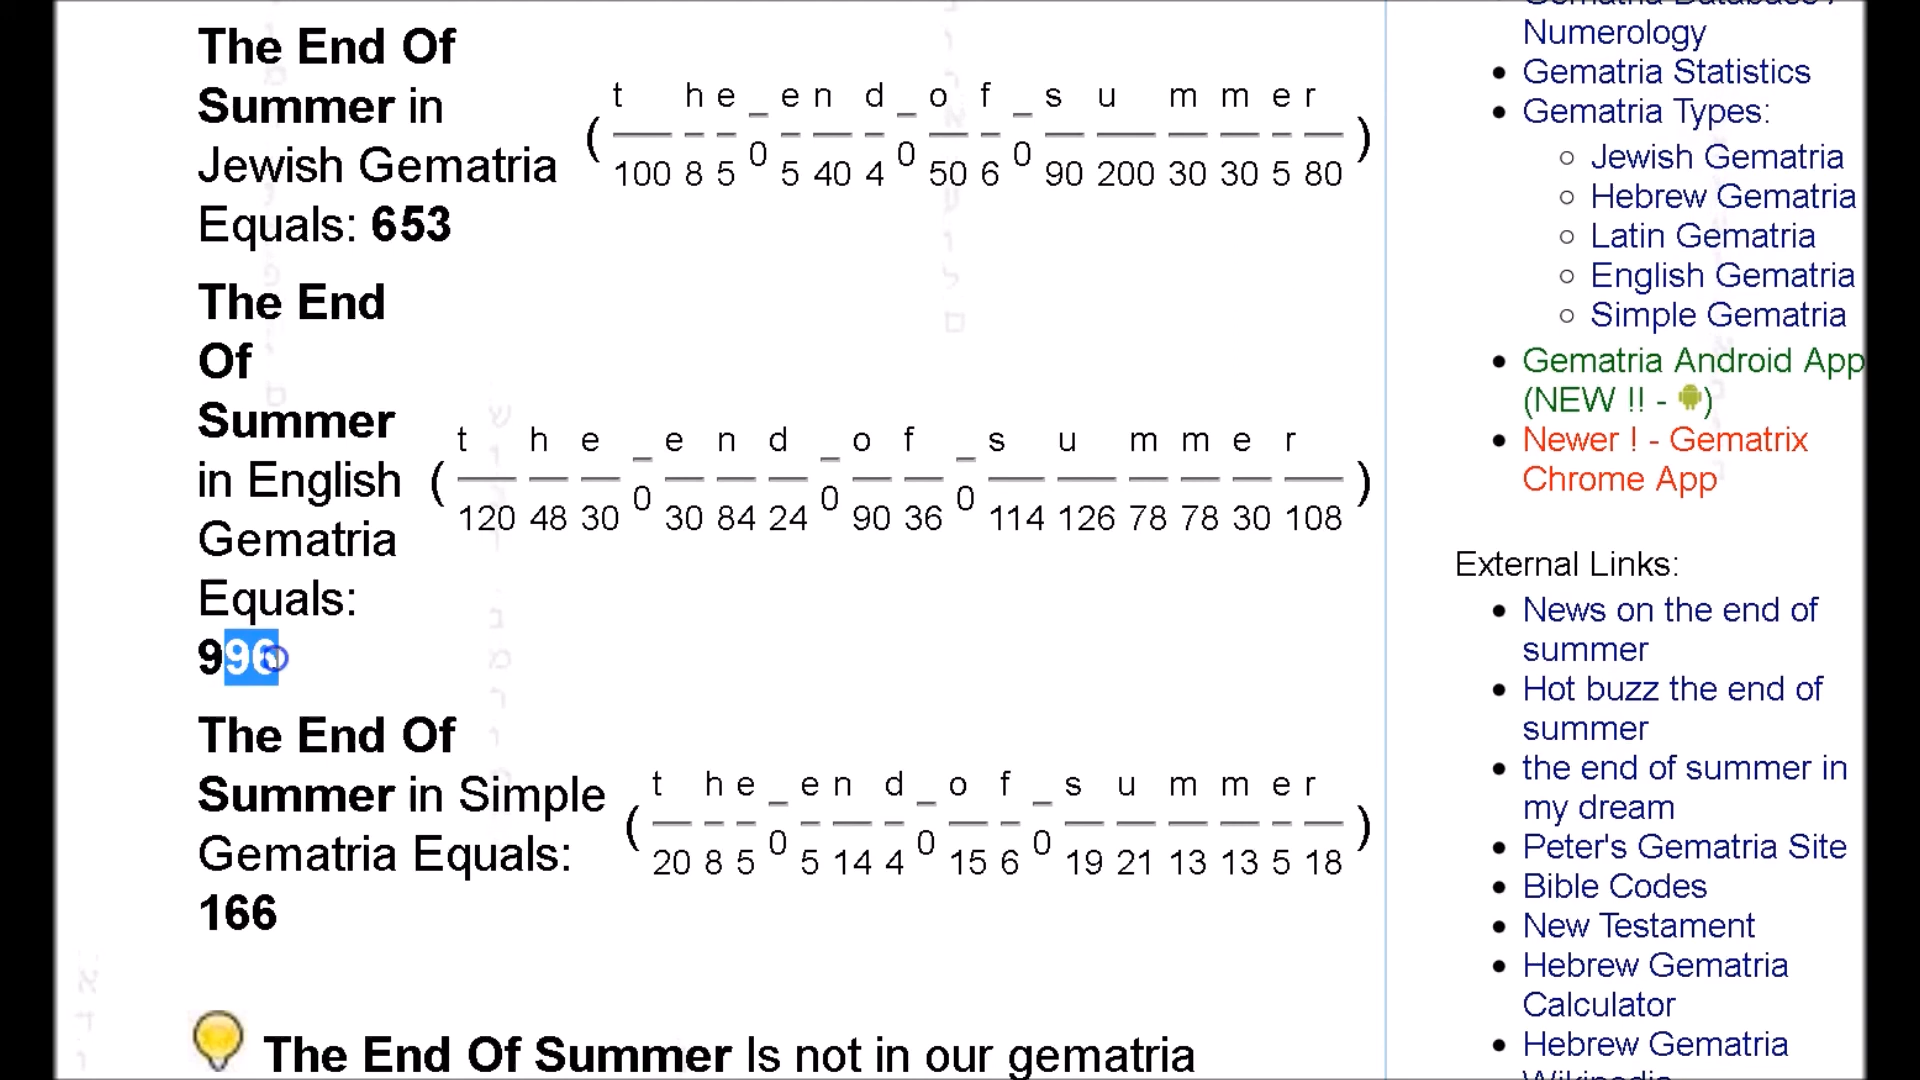 The End Of
Summer in
Jewish Gematria
Equals: 653
t h e _ e n d _ o f _ s u m m e r
( 100 8 5 0 5 40 4 0 50 6 0 90 200 30 30 5 80 )
The End
Of
Summer
in English
Gematria
Equals:
996
t h e _ e n d _ o f _ s u m m e r
( 120 48 30 0 30 84 24 0 90 36 0 114 126 78 78 30 108 )
The End Of
Summer in Simple
Gematria Equals:
166
t h e _ e n d _ o f _ s u m m e r
( 20 8 5 0 5 14 4 0 15 6 0 19 21 13 13 5 18 )
The End Of Summer Is not in our gematria
Gematria Database /
Numerology
Gematria Statistics
Gematria Types:
Jewish Gematria
Hebrew Gematria
Latin Gematria
English Gematria
Simple Gematria
Gematria Android App
(NEW !! - )
Newer ! - Gematrix
Chrome App
External Links:
News on the end of
summer
Hot buzz the end of
summer
the end of summer in
my dream
Peter's Gematria Site
Bible Codes
New Testament
Hebrew Gematria
Calculator
Hebrew Gematria
Wikipedia